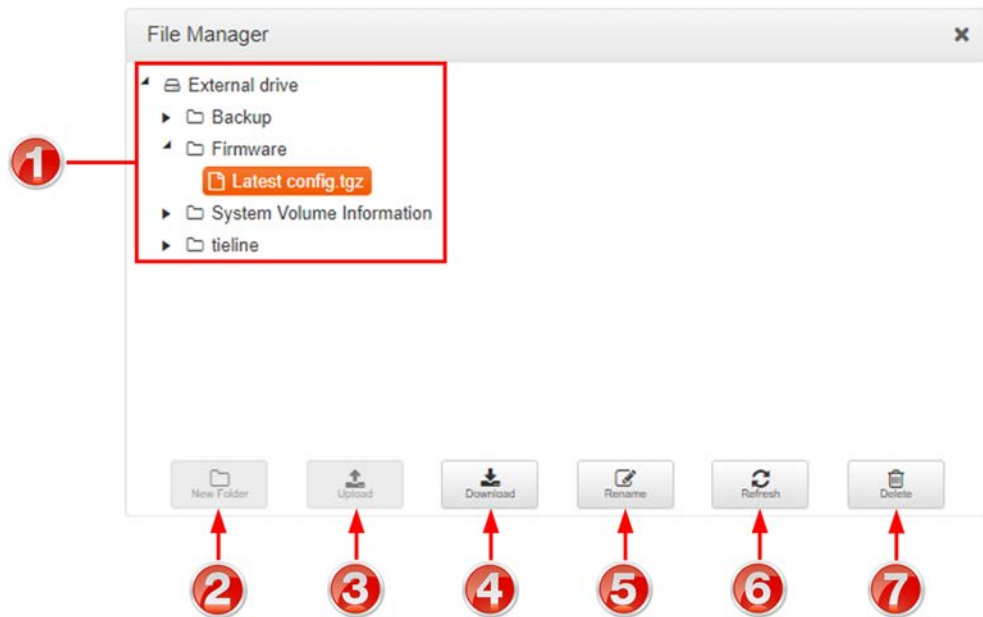 File Manager
External drive
Backup
Firmware
Latest config.tgz
System Volume Information
tieline
1
New Folder
Upload
Download
Rename
Refresh
Delete
2
3
4
5
6
7